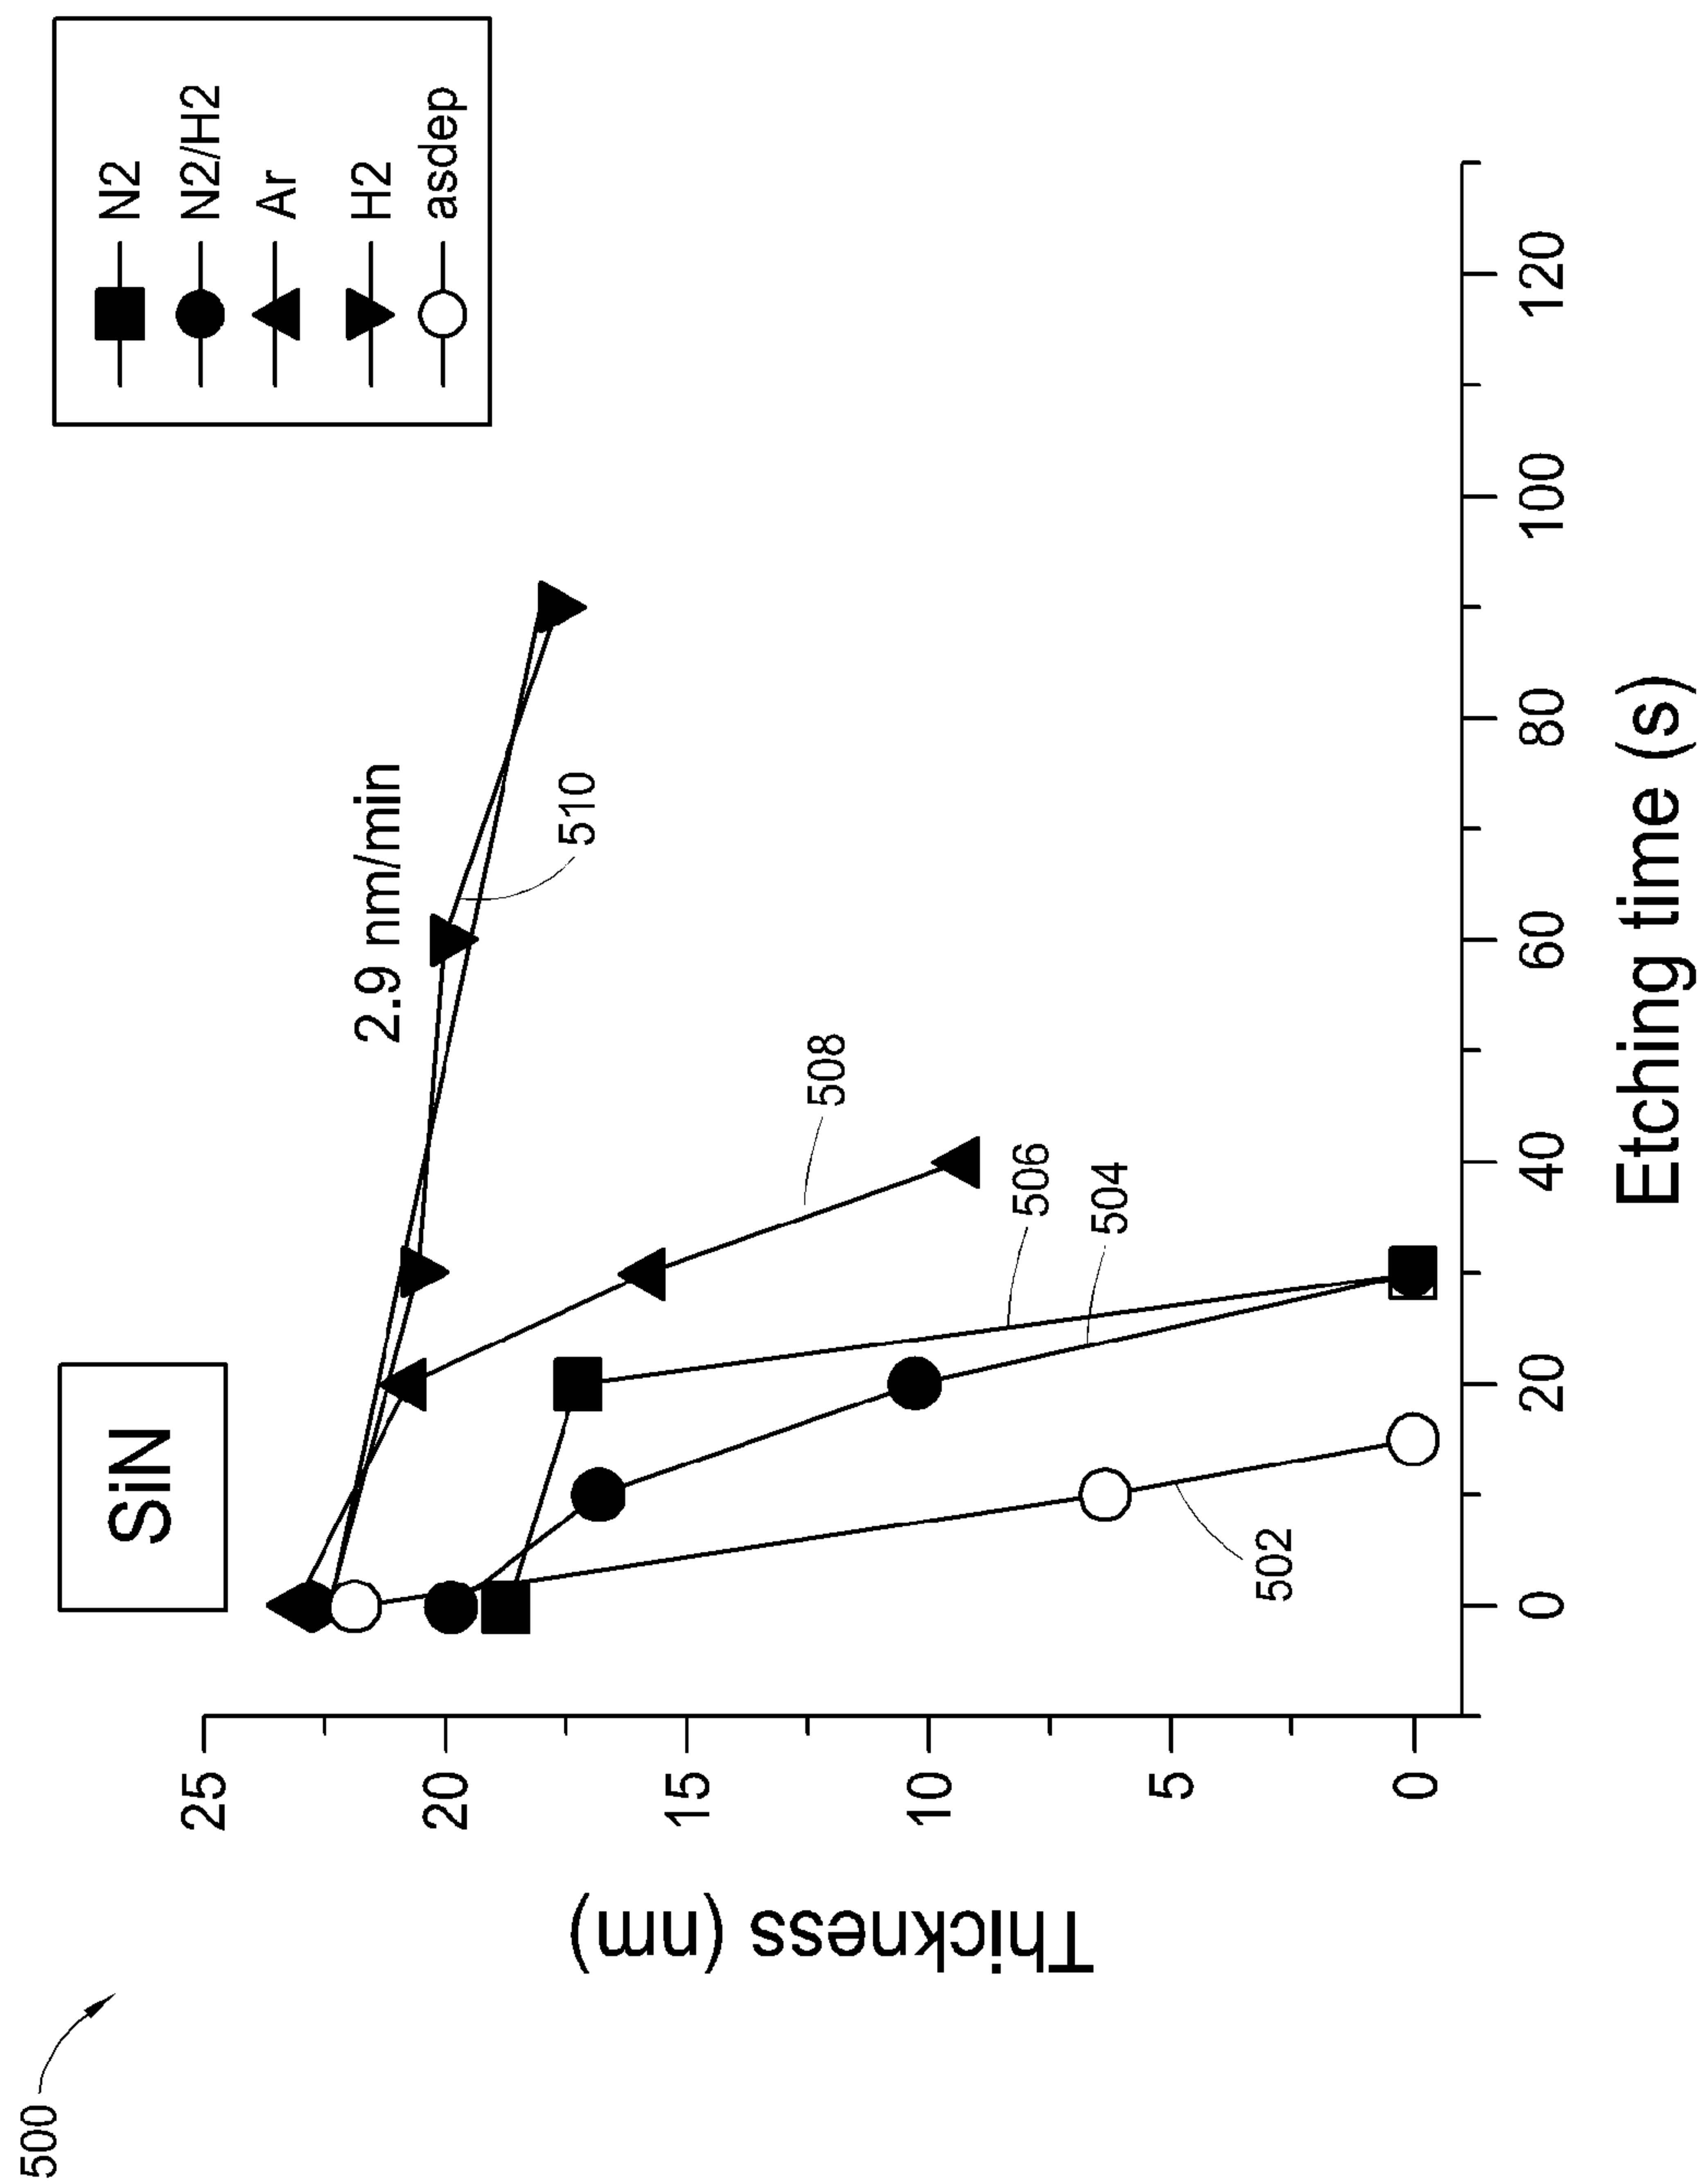 500
SiN
N2
N2/H2
Ar
H2
asdep
2.9 nm/min
510
508
506
504
502
Thickness (nm)
25
20
15
10
5
0
0
20
40
60
80
100
120
Etching time (s)